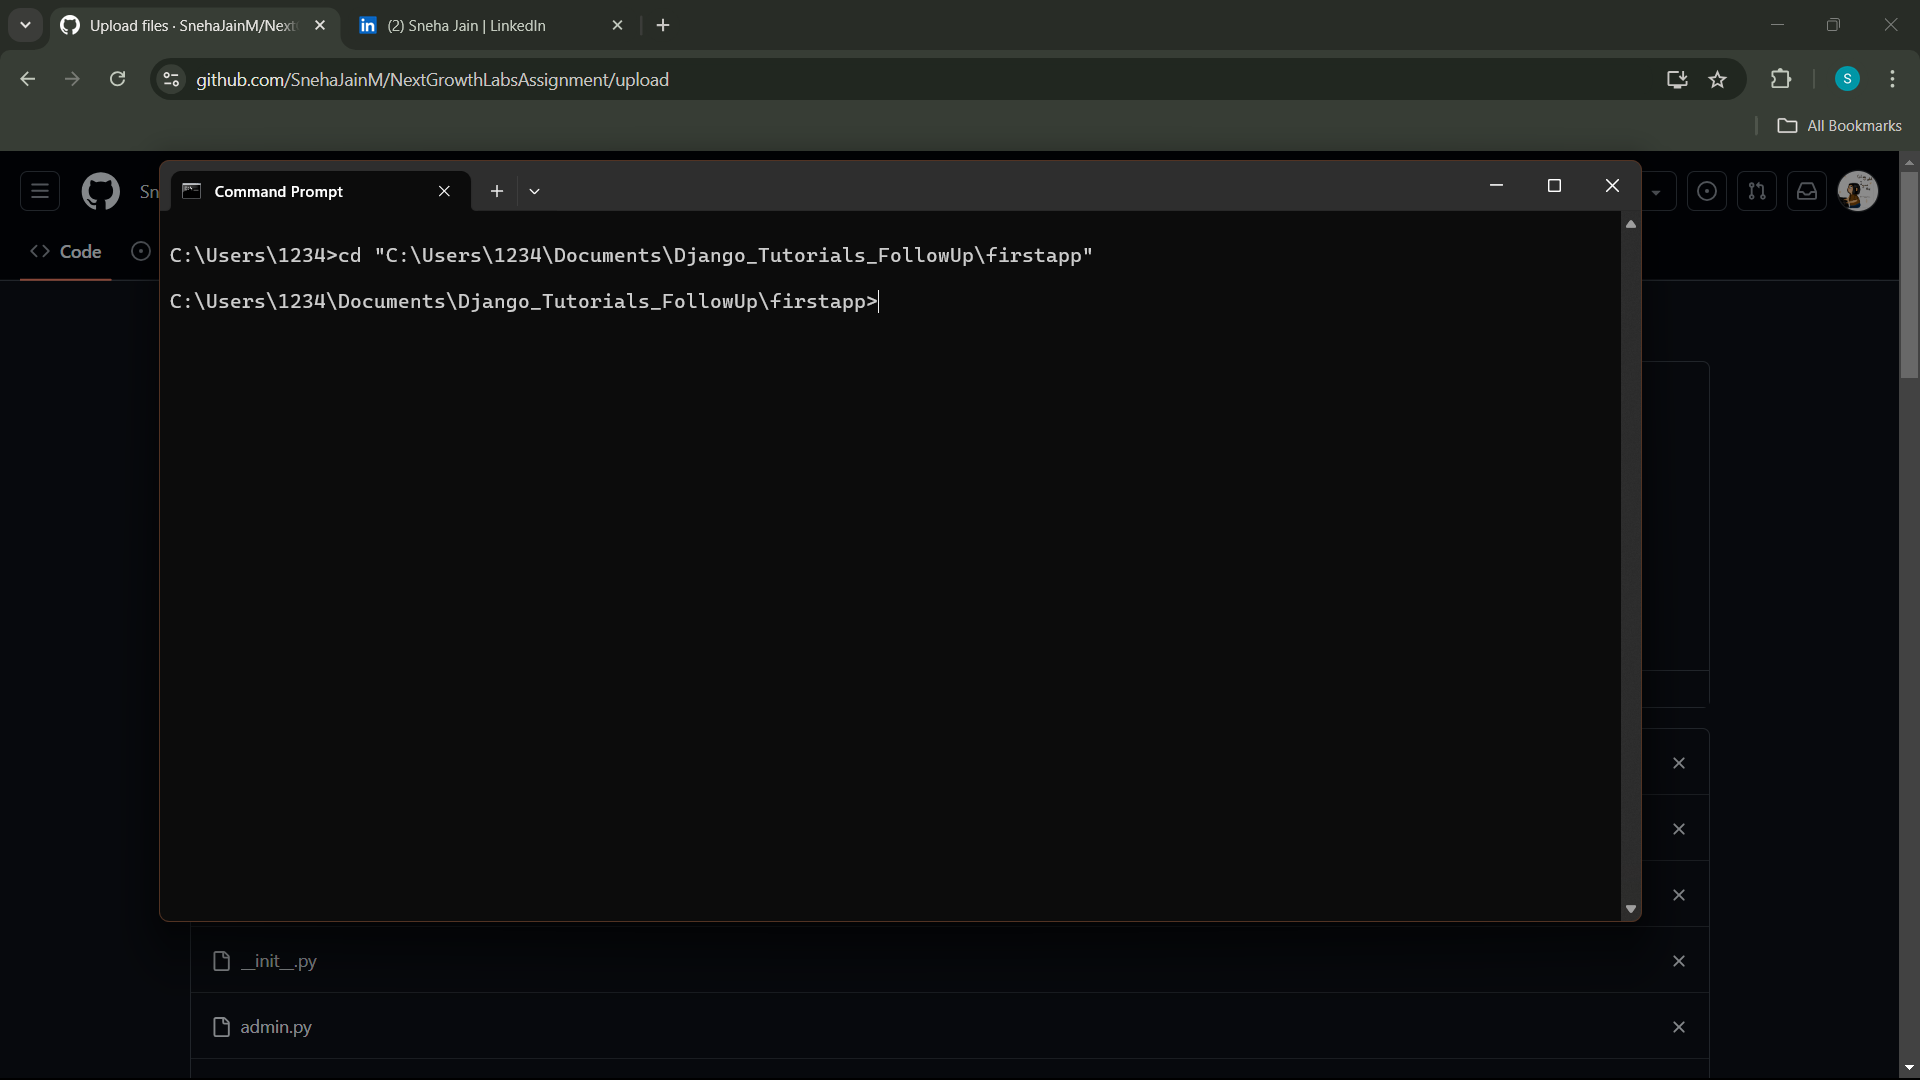 Upload files · SnehaJainM/Next
(2) Sneha Jain | LinkedIn
github.com/SnehaJainM/NextGrowthLabsAssignment/upload
S
All Bookmarks
Sn
Command Prompt
Code
C:\Users\1234>cd "C:\Users\1234\Documents\Django_Tutorials_FollowUp\firstapp"
C:\Users\1234\Documents\Django_Tutorials_FollowUp\firstapp>
__init__.py
admin.py